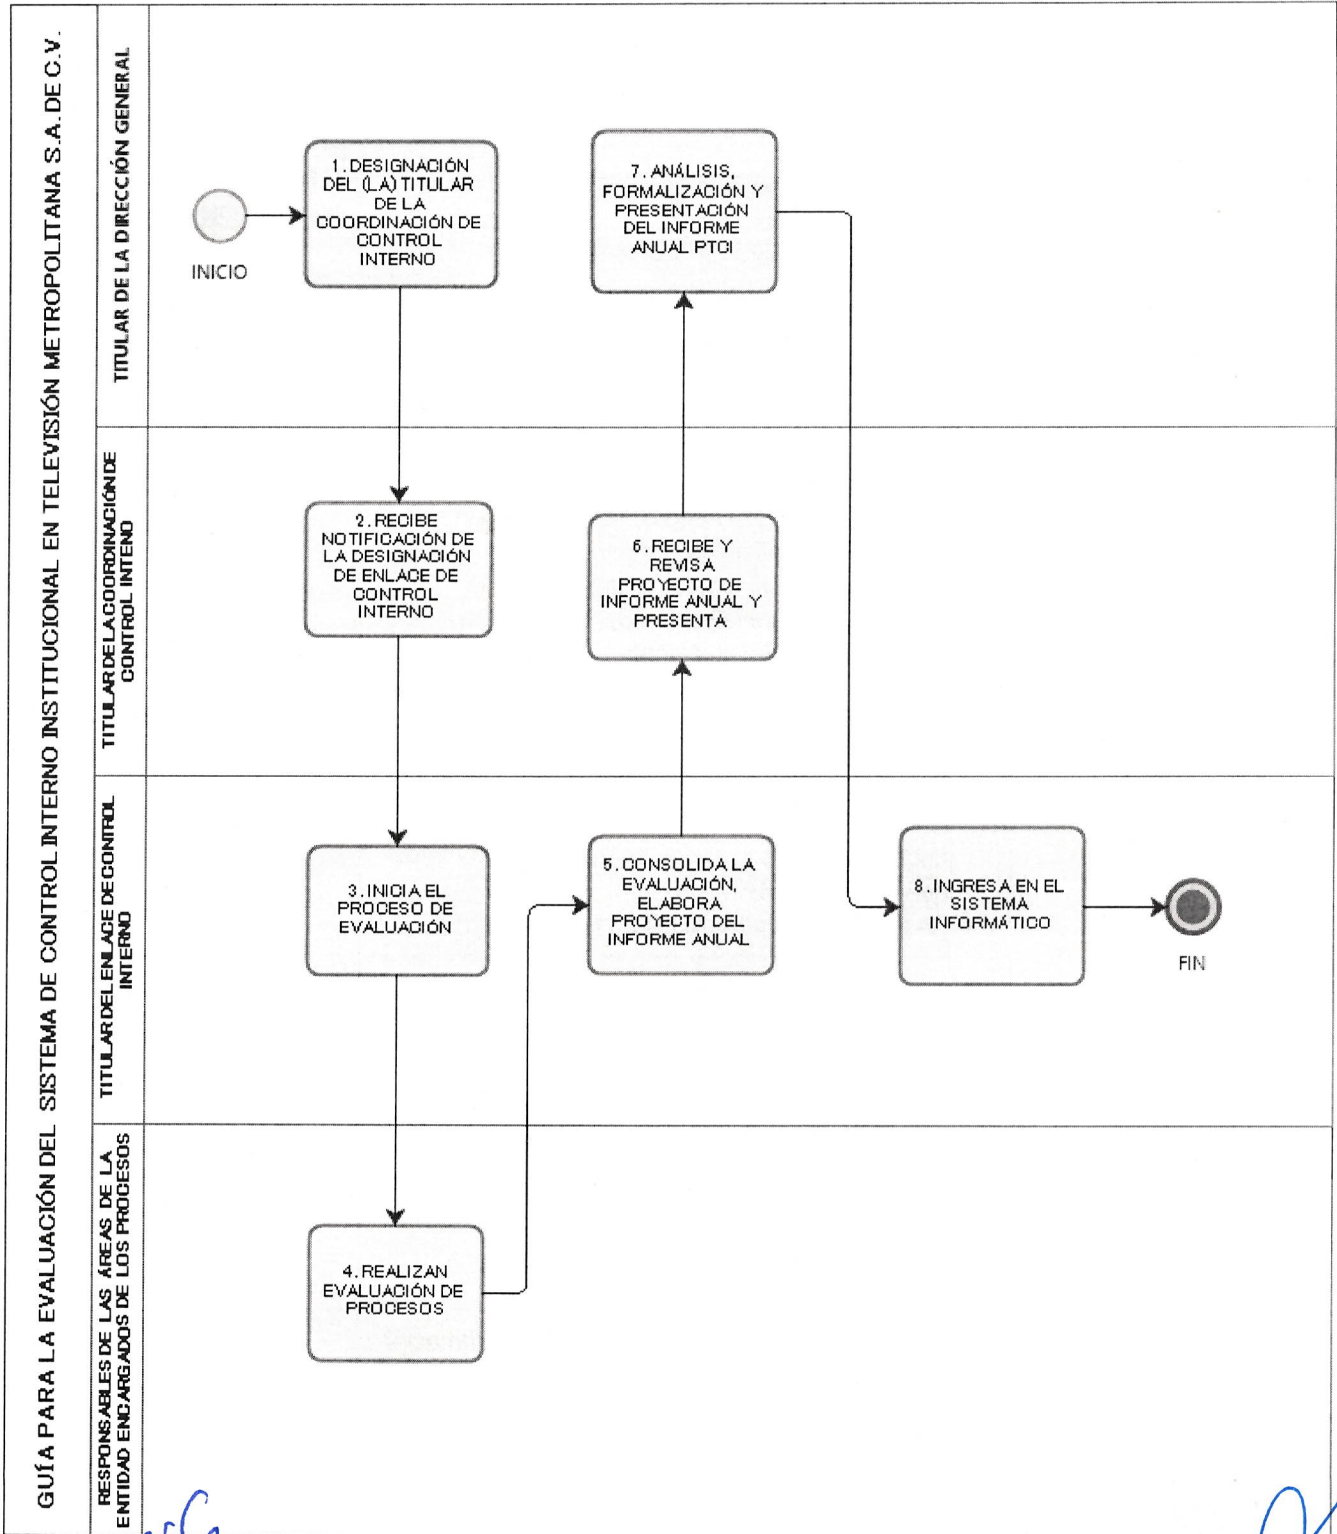 GUÍA PARA LA EVALUACIÓN DEL SISTEMA DE CONTROL INTERNO INSTITUCIONAL EN TELEVISIÓN METROPOLITANA S.A. DE C.V.
TITULAR DE LA DIRECCIÓN GENERAL
INICIO
1. DESIGNACIÓN
DEL (LA) TITULAR
DE LA
COORDINACIÓN DE
CONTROL
INTERNO
7. ANÁLISIS,
FORMALIZACIÓN Y
PRESENTACIÓN
DEL INFORME
ANUAL PTCI
TITULAR DE LA COORDINACIÓN DE
CONTROL INTENO
2. RECIBE
NOTIFICACIÓN DE
LA DESIGNACIÓN
DE ENLACE DE
CONTROL
INTERNO
6. RECIBE Y
REVISA
PROYECTO DE
INFORME ANUAL Y
PRESENTA
TITULAR DEL ENLACE DE CONTROL
INTERNO
3. INICIA EL
PROCESO DE
EVALUACIÓN
5. CONSOLIDA LA
EVALUACIÓN,
ELABORA
PROYECTO DEL
INFORME ANUAL
8. INGRESA EN EL
SISTEMA
INFORMÁTICO
FIN
RESPONSABLES DE LAS ÁREAS DE LA
ENTIDAD ENCARGADOS DE LOS PROCESOS
4. REALIZAN
EVALUACIÓN DE
PROCESOS